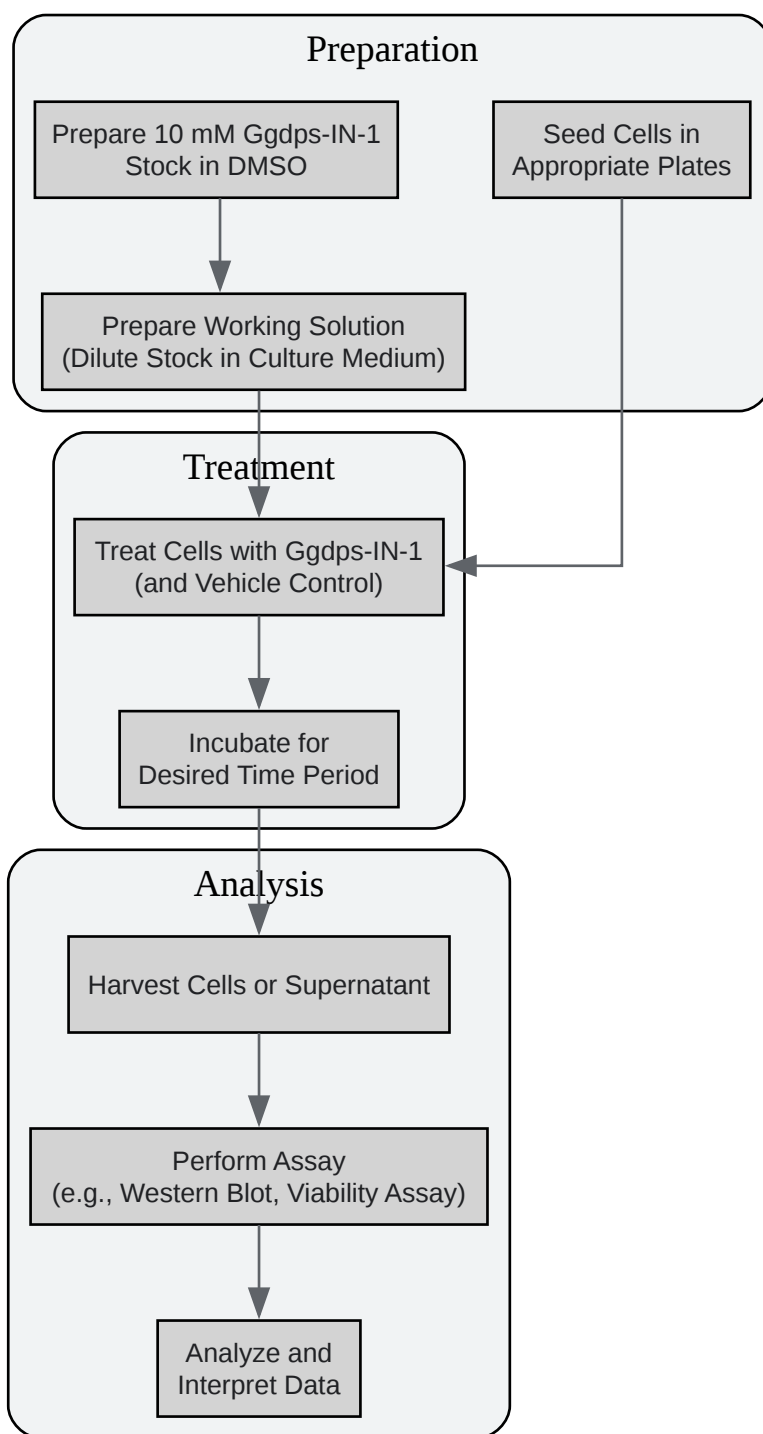 Preparation
Prepare 10 mM Ggdps-IN-1
Stock in DMSO
Seed Cells in
Appropriate Plates
Prepare Working Solution
(Dilute Stock in Culture Medium)
Treatment
Treat Cells with Ggdps-IN-1
(and Vehicle Control)
Incubate for
Desired Time Period
Analysis
Harvest Cells or Supernatant
Perform Assay
(e.g., Western Blot, Viability Assay)
Analyze and
Interpret Data